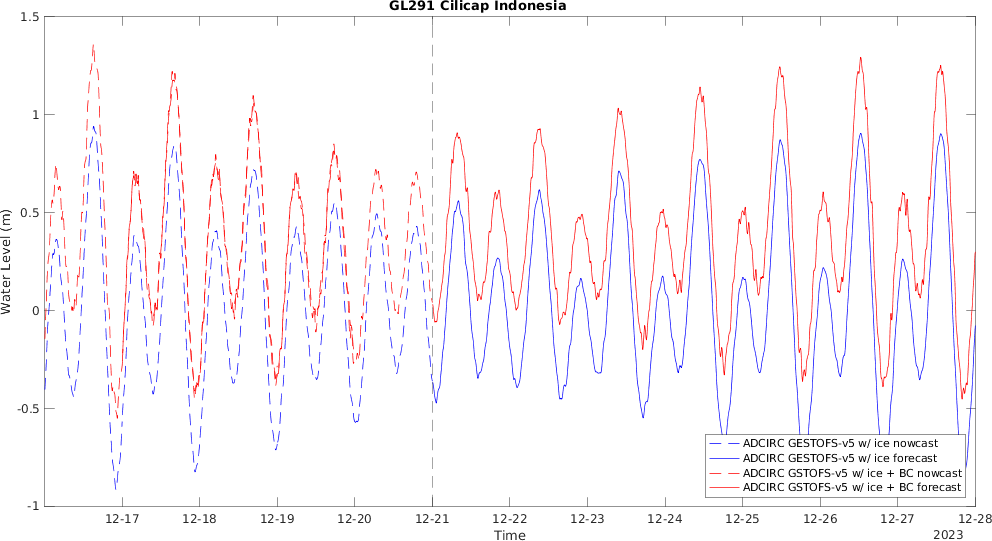 GL291 Cilicap Indonesia
Water Level (m)
1.5
1
0.5
0
-0.5
-1
ADCIRC GESTOFS-v5 w/ ice nowcast
ADCIRC GESTOFS-v5 w/ ice forecast
ADCIRC GSTOFS-v5 w/ ice + BC nowcast
ADCIRC GSTOFS-v5 w/ ice + BC forecast
12-17 12-18 12-19 12-20 12-21 12-22 12-23 12-24 12-25 12-26 12-27 12-28
Time
2023